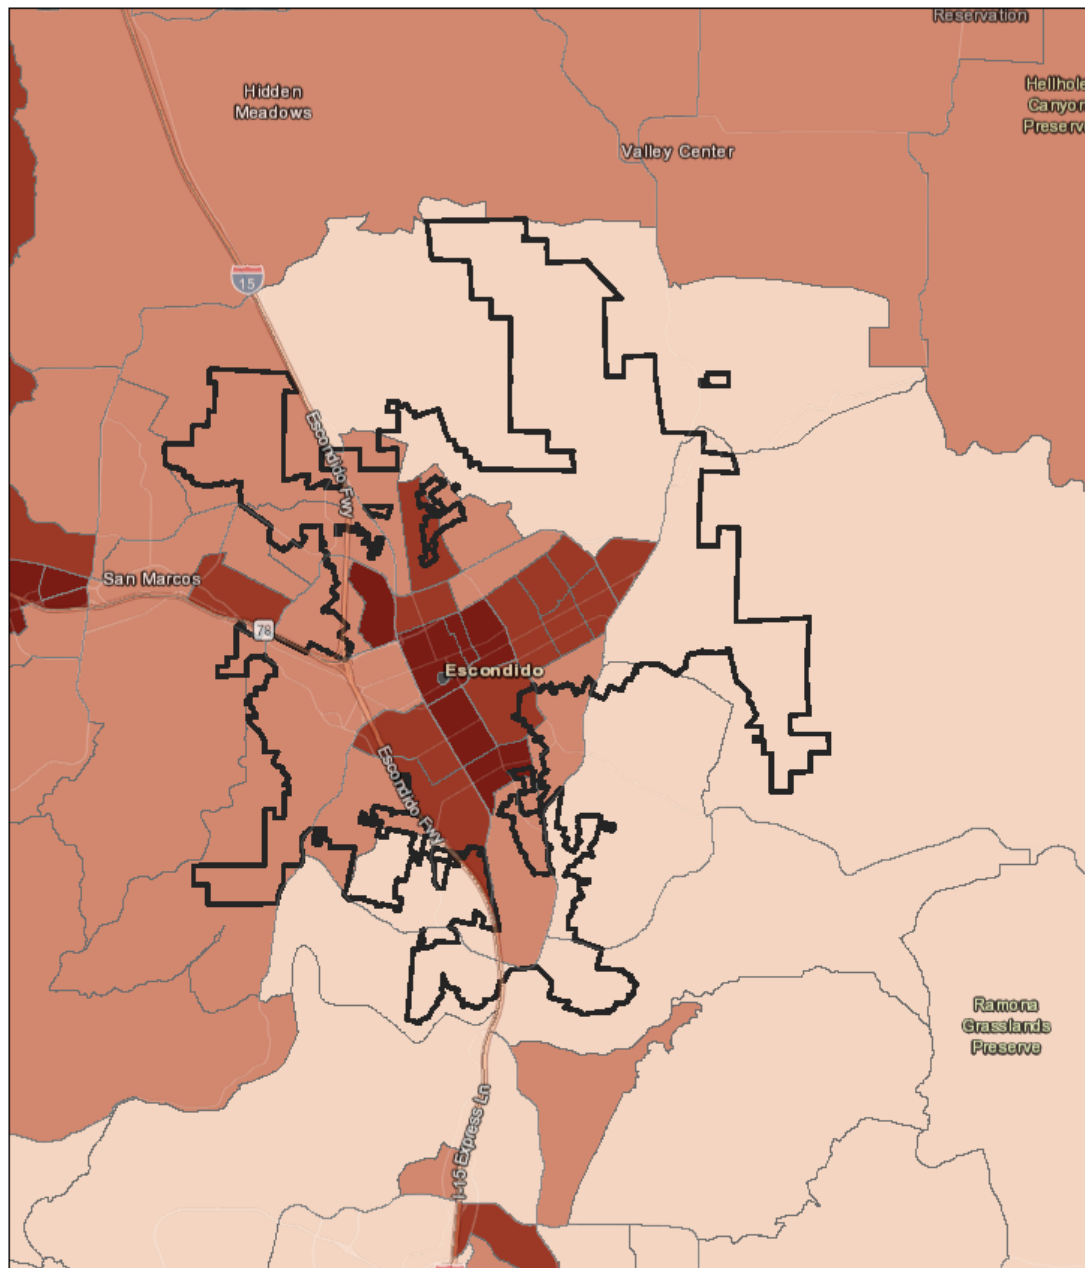 Reservation
Hidden
Meadows
Hellhole
Canyon
Preserve
Valley Center
15
Escondido Fwy
San Marcos
78
Escondido
Escondido Fwy
Ramona
Grasslands
Preserve
I-15 Express Ln